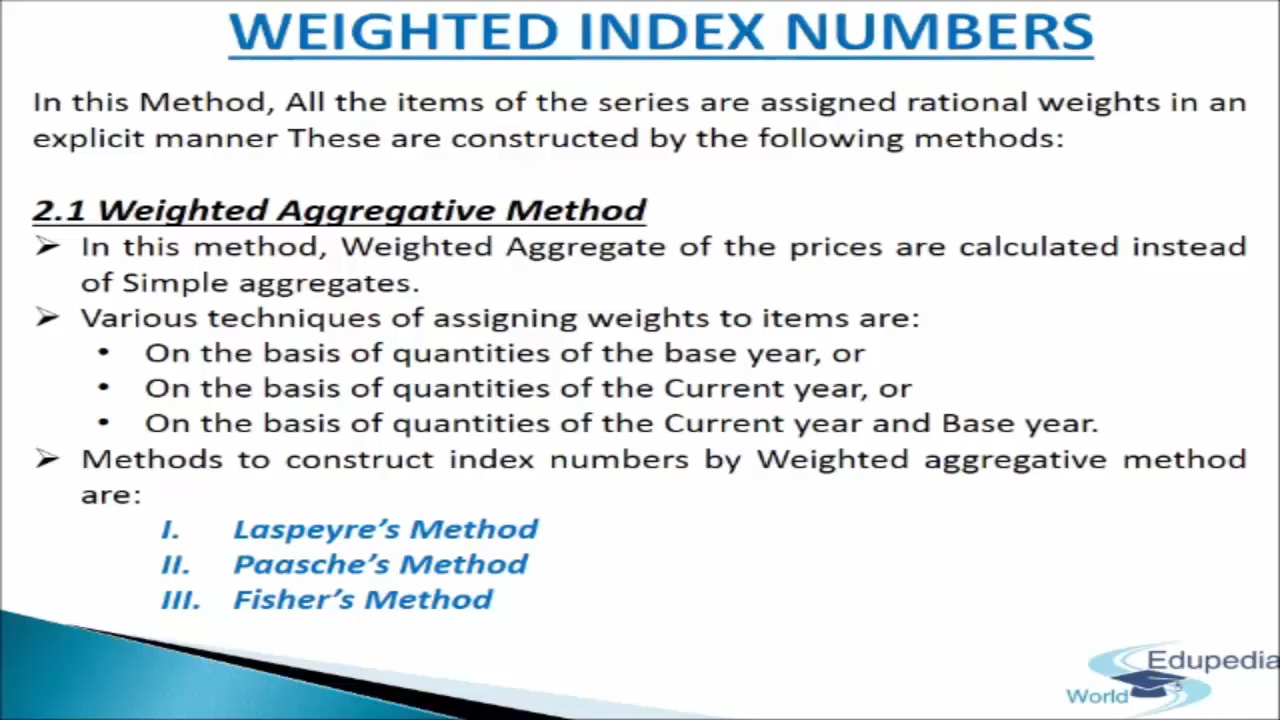 WEIGHTED INDEX NUMBERS
In this Method, All the items of the series are assigned rational weights in an
explicit manner These are constructed by the following methods:
2.1 Weighted Aggregative Method
➢ In this method, Weighted Aggregate of the prices are calculated instead
of Simple aggregates.
➢ Various techniques of assigning weights to items are:
• On the basis of quantities of the base year, or
• On the basis of quantities of the Current year, or
• On the basis of quantities of the Current year and Base year.
➢ Methods to construct index numbers by Weighted aggregative method
are:
I. Laspeyre’s Method
II. Paasche’s Method
III. Fisher’s Method
Edupedia
World